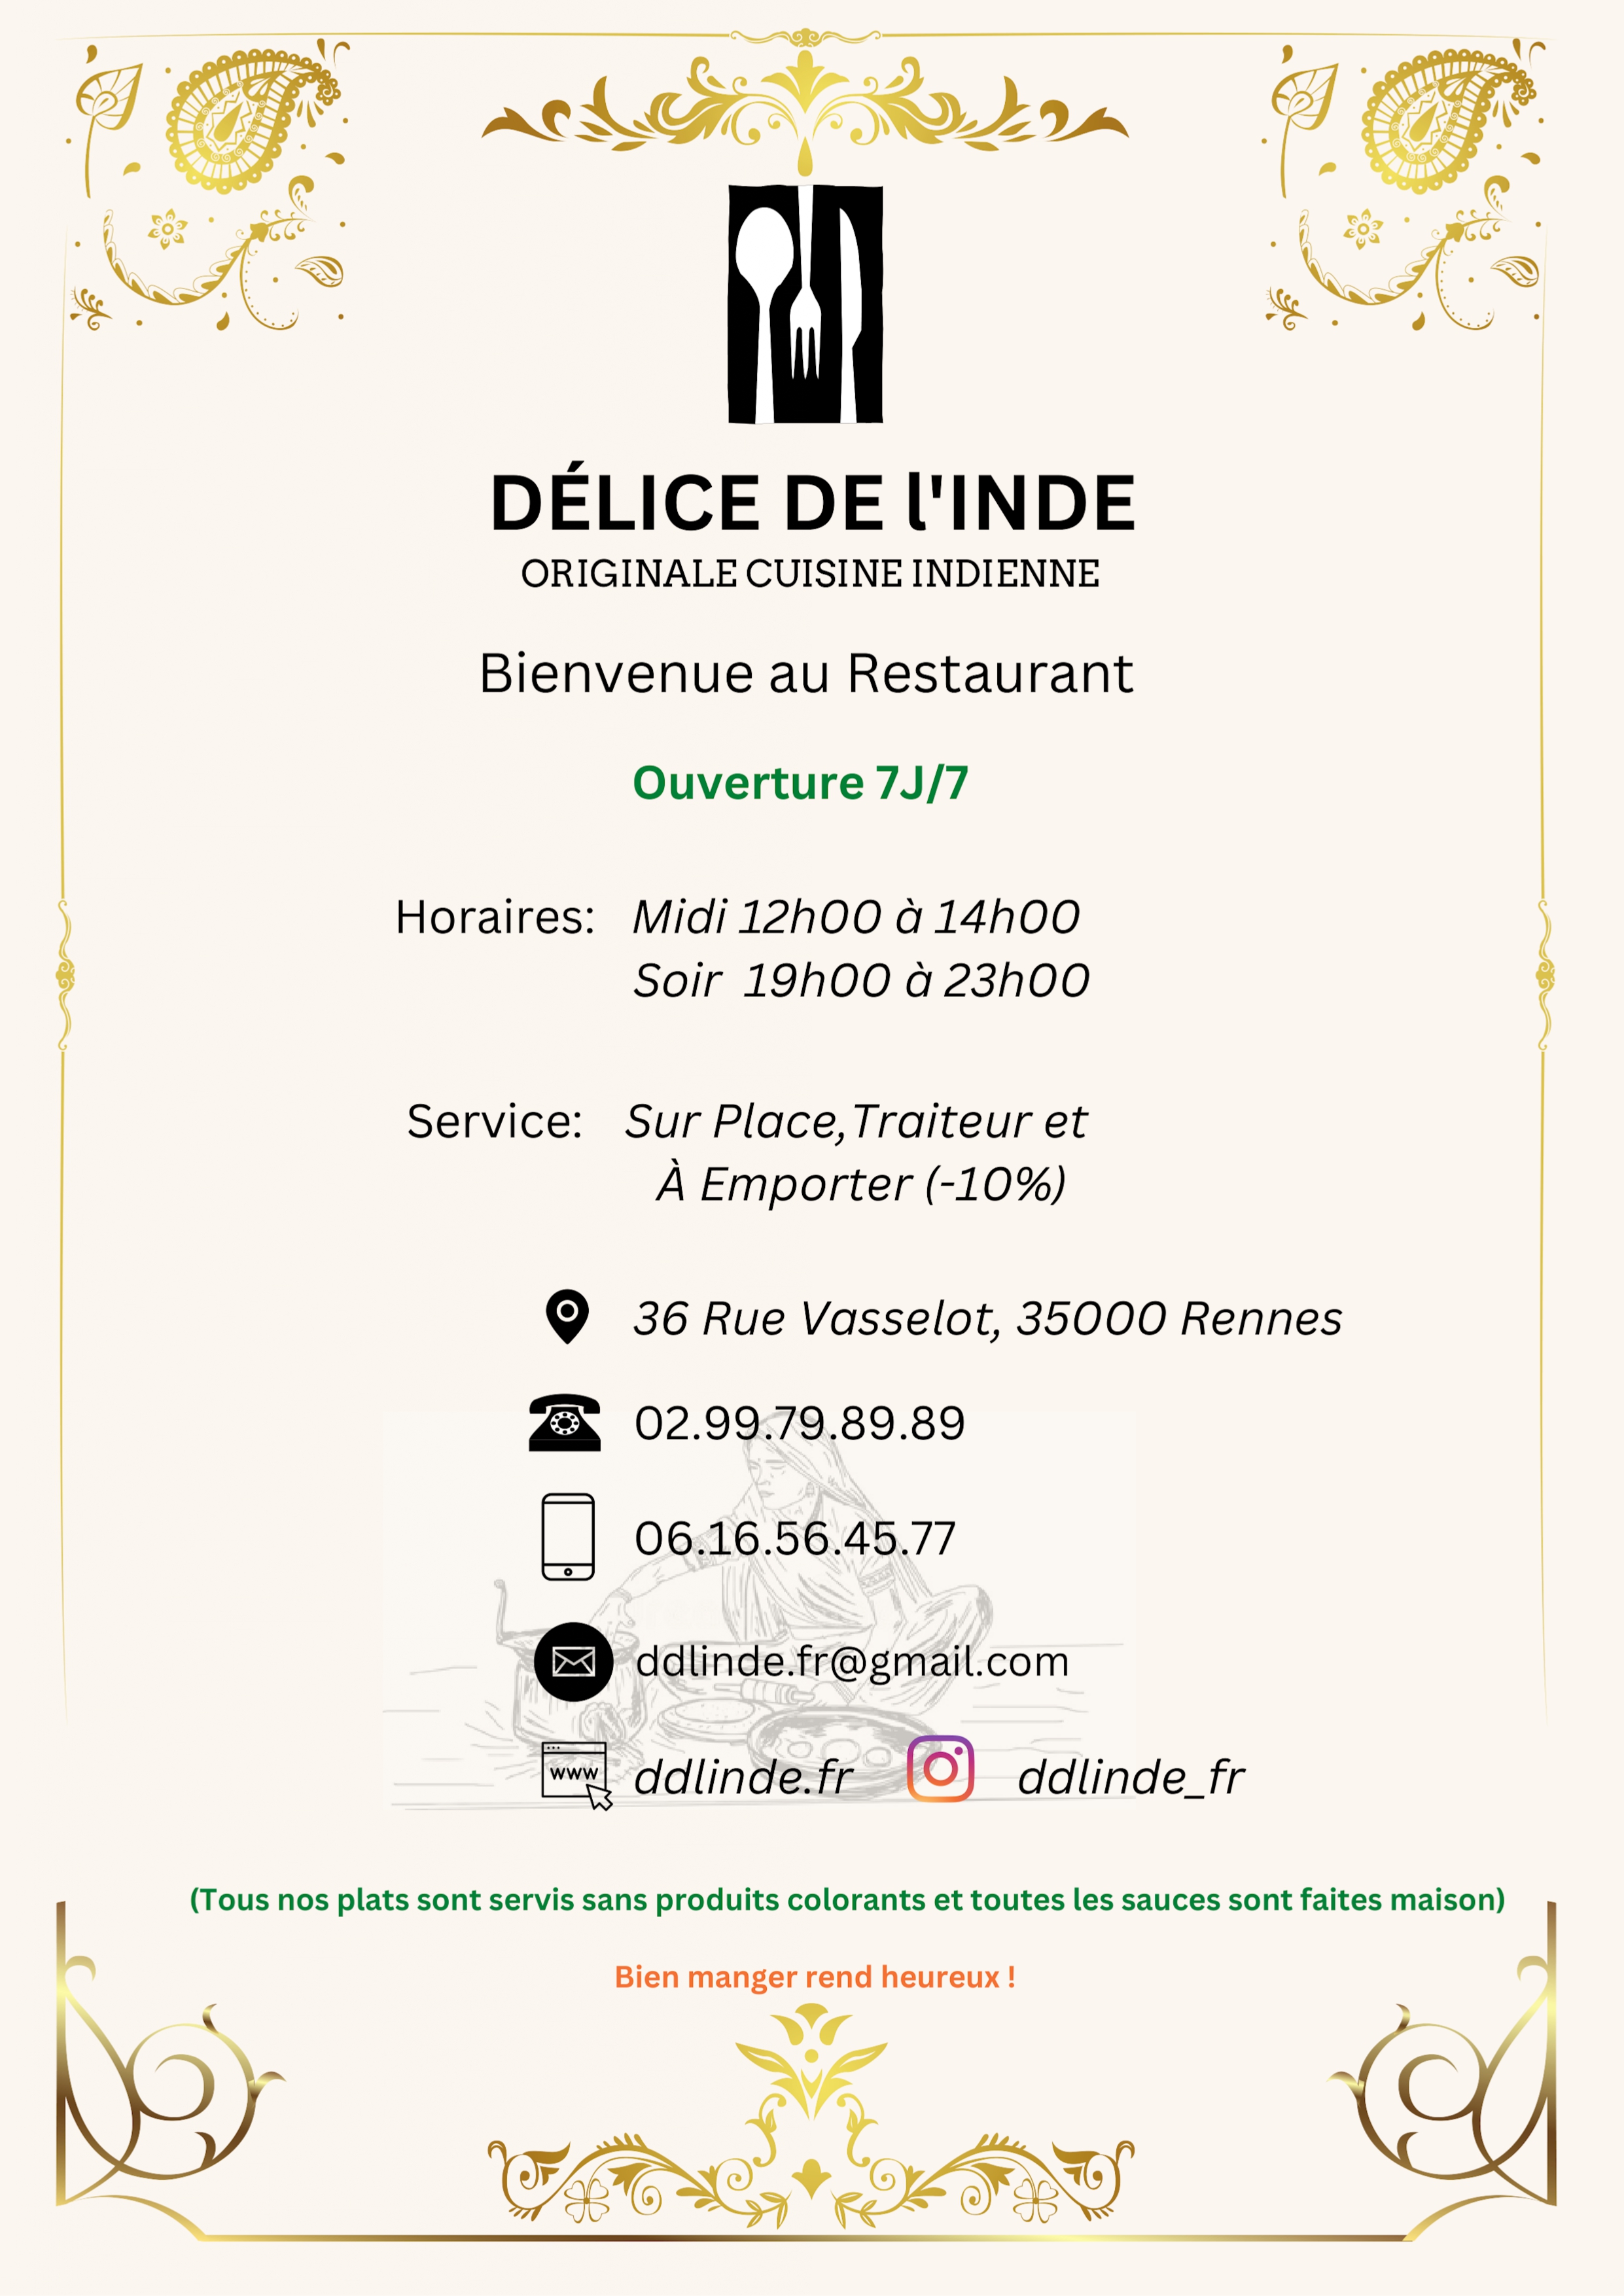 DÉLICE DE l'INDE
ORIGINALE CUISINE INDIENNE
Bienvenue au Restaurant
Ouverture 7J/7
Horaires: Midi 12h00 à 14h00
Soir 19h00 à 23h00
Service: Sur Place,Traiteur et
À Emporter (-10%)
36 Rue Vasselot, 35000 Rennes
02.99.79.89.89
06.16.56.45.77
ddlinde.fr@gmail.com
www ddlinde.fr ddlinde_fr
(Tous nos plats sont servis sans produits colorants et toutes les sauces sont faites maison)
Bien manger rend heureux !